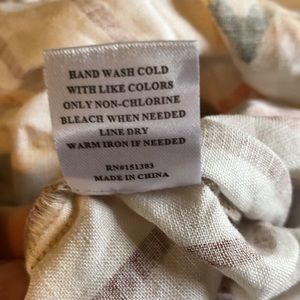 HAND WASH COLD
WITH LIKE COLORS
ONLY NON-CHLORINE
BLEACH WHEN NEEDED
LINE DRY
WARM IRON IF NEEDED
RN#151383
MADE IN CHINA